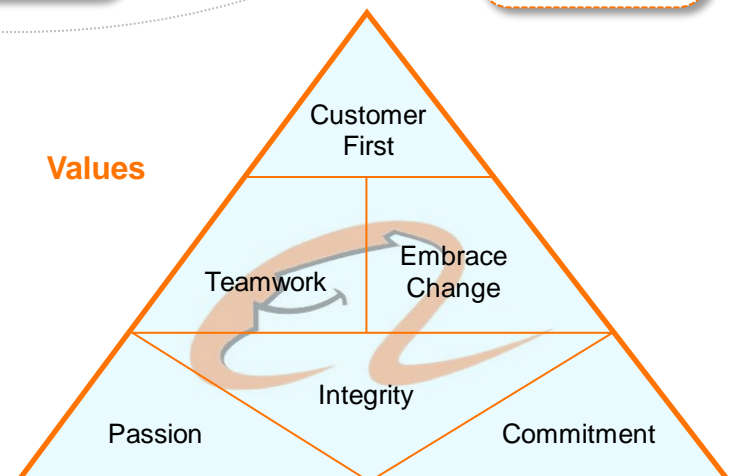 Customer
First
Values
Teamwork
Embrace
Change
Integrity
Passion
Commitment